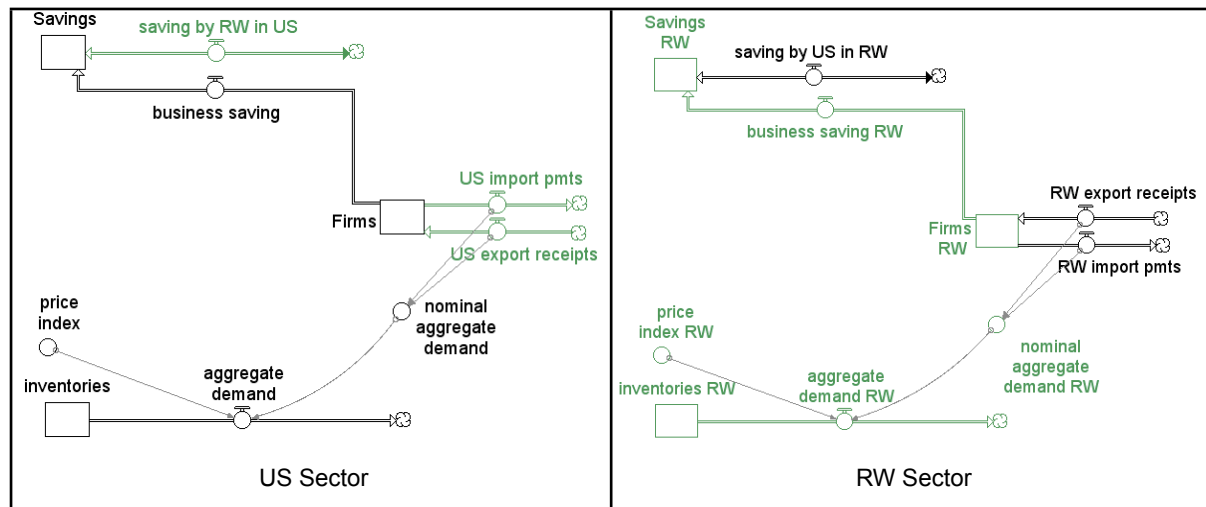 Savings
saving by RW in US
business saving
US import pmts
Firms
US export receipts
price
index
nominal
aggregate
demand
aggregate
demand
inventories
US Sector
Savings
RW
saving by US in RW
business saving RW
RW export receipts
Firms
RW
RW import pmts
price
index RW
nominal
aggregate
demand RW
aggregate
demand RW
inventories RW
RW Sector